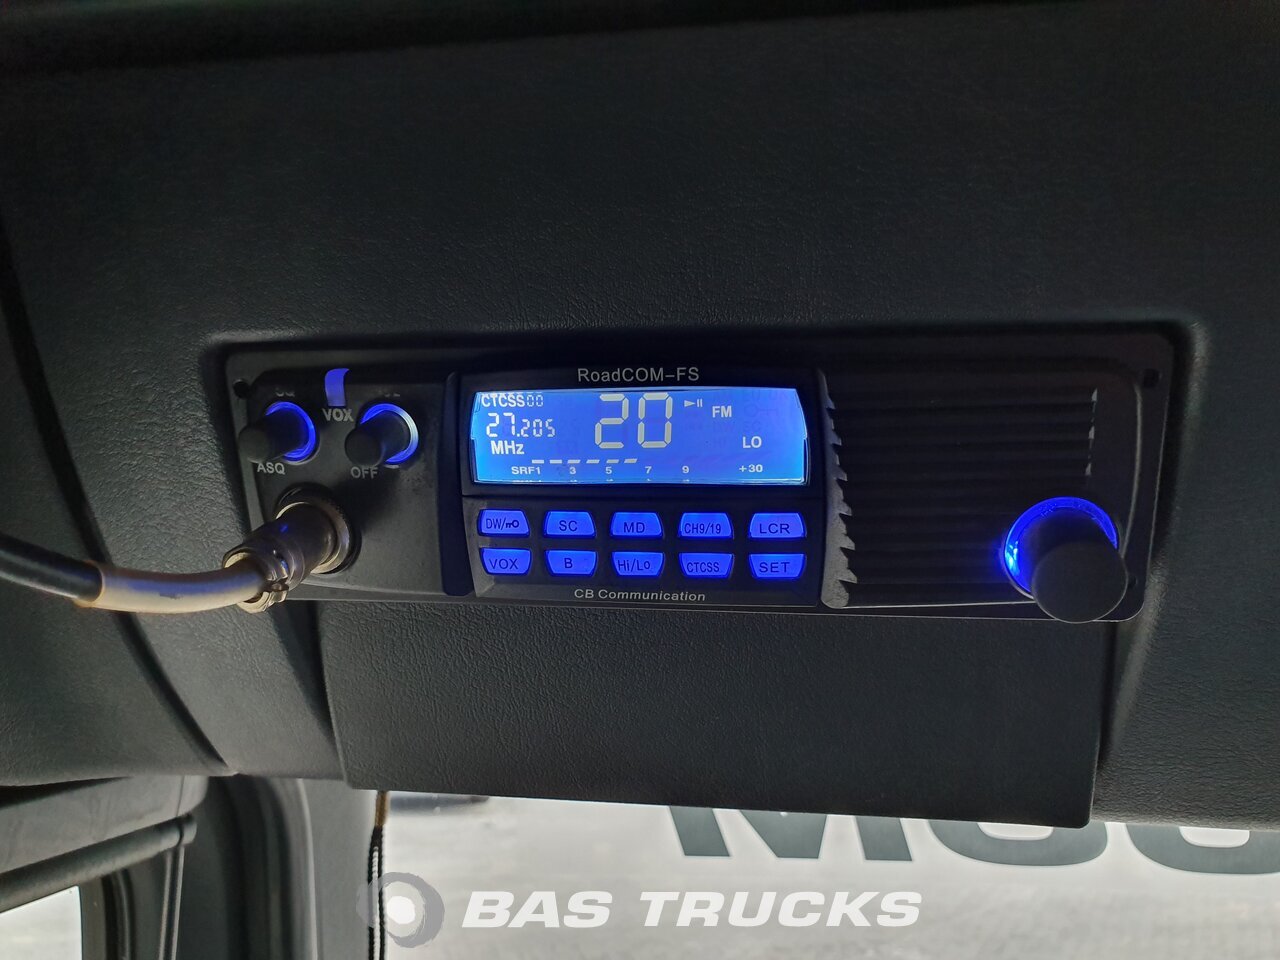 RoadCOM-FS
VOX
ASQ
OFF
CTCSS00
27.205
MHz
20
FM
LO
SRF1 3 5 7 9 +30
DW/ SC MD CH9/19 LCR
VOX B Hi/Lo CTCSS SET
CB Communication
BAS TRUCKS